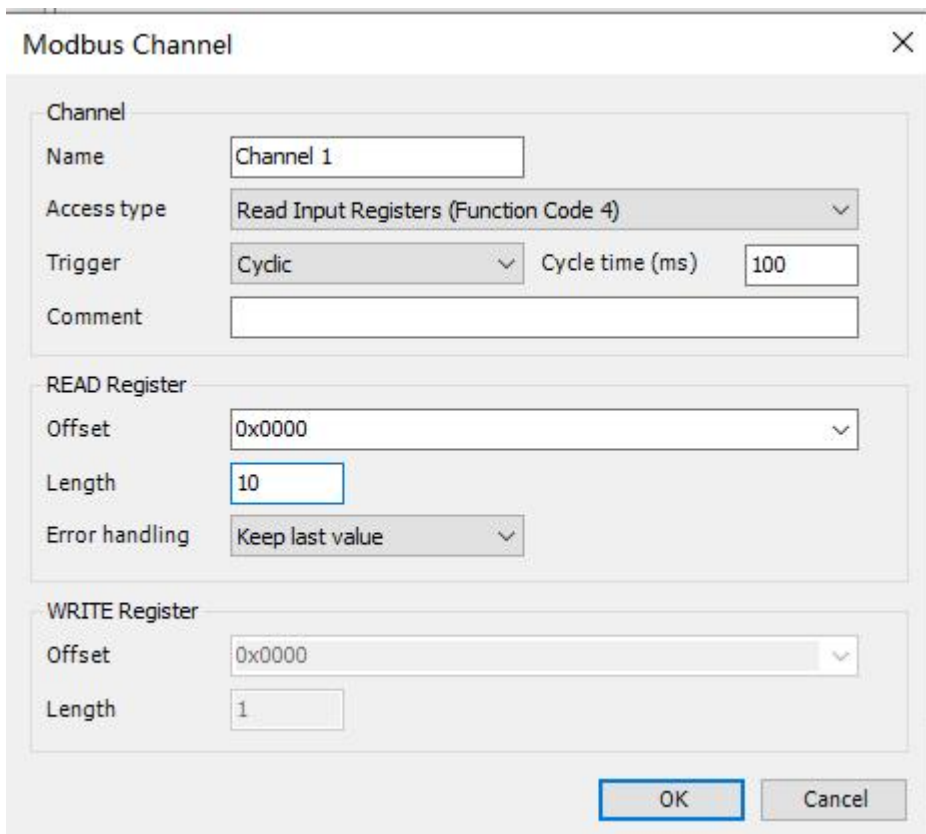 Modbus Channel
Channel
Name Channel 1
Access type Read Input Registers (Function Code 4)
Trigger Cyclic Cycle time (ms) 100
Comment
READ Register
Offset 0x0000
Length 10
Error handling Keep last value
WRITE Register
Offset 0x0000
Length 1
OK Cancel